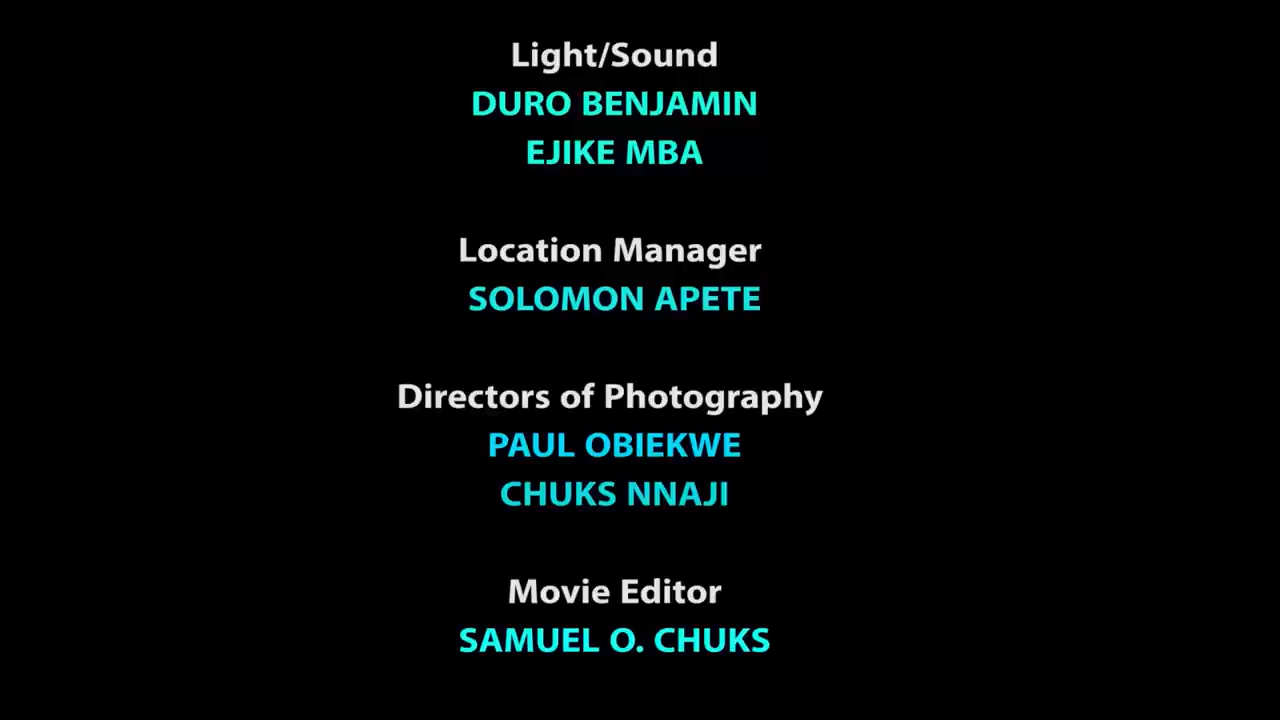 Light/Sound
DURO BENJAMIN
EJIKE MBA
Location Manager
SOLOMON APETE
Directors of Photography
PAUL OBIEKWE
CHUKS NNAJI
Movie Editor
SAMUEL O. CHUKS